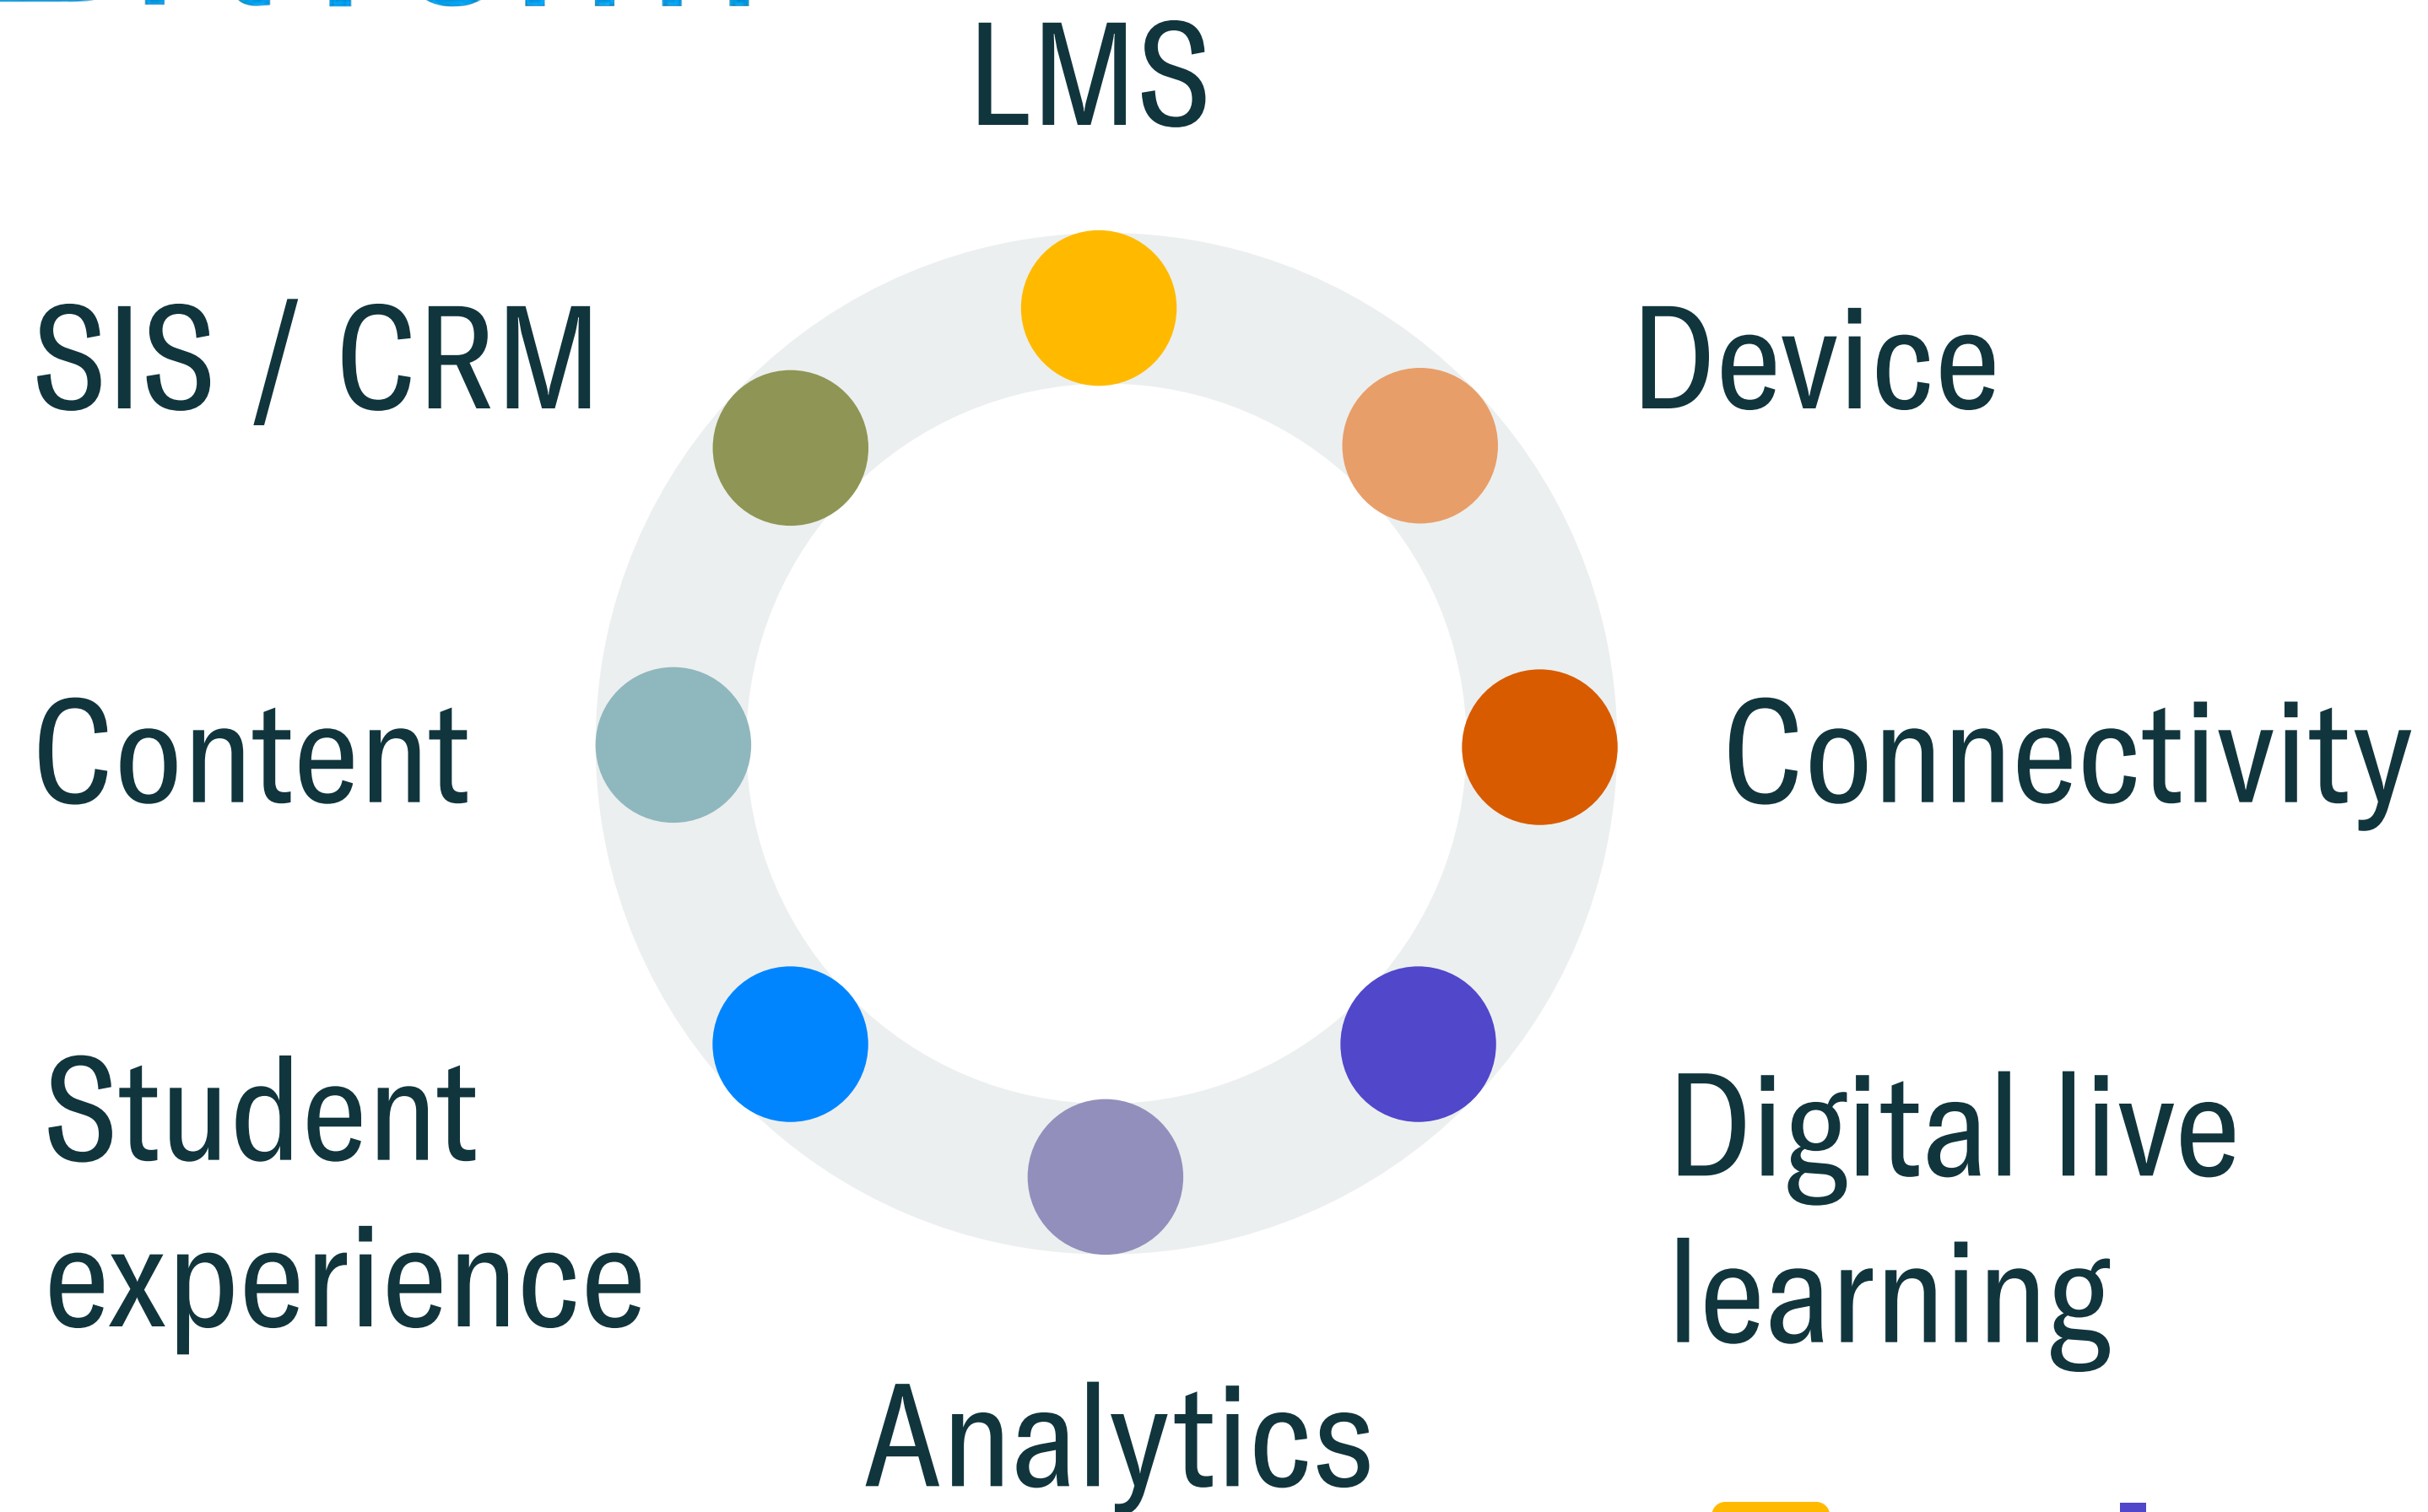 LMS
SIS / CRM
Device
Content
Connectivity
Student
experience
Digital live
learning
Analytics